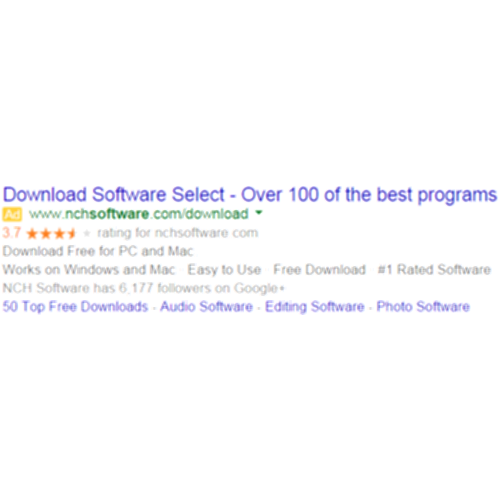 Download Software Select - Over 100 of the best programs
Ad www.nchsoftware.com/download
3.7 rating for nchsoftware.com
Download Free for PC and Mac
Works on Windows and Mac · Easy to Use · Free Download · #1 Rated Software
NCH Software has 6,177 followers on Google+
50 Top Free Downloads - Audio Software - Editing Software - Photo Software